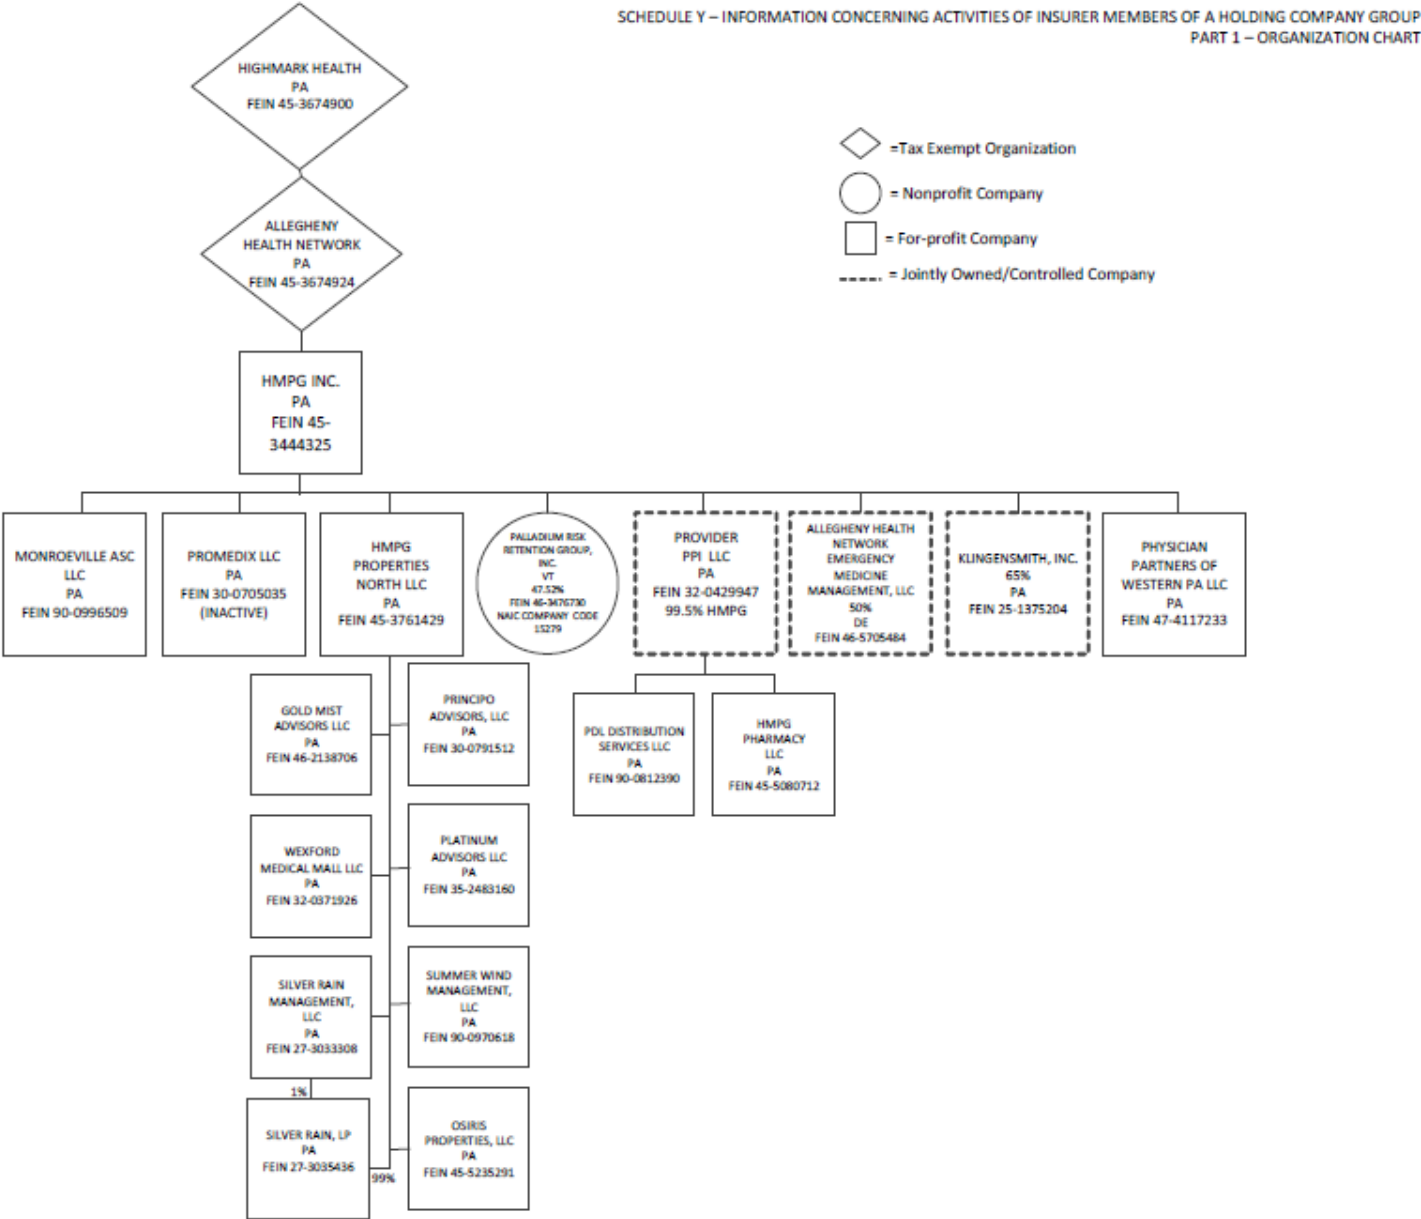 SCHEDULE Y – INFORMATION CONCERNING ACTIVITIES OF INSURER MEMBERS OF A HOLDING COMPANY GROUP
PART 1 – ORGANIZATION CHART
HIGHMARK HEALTH
PA
FEIN 45-3674900
=Tax Exempt Organization
= Nonprofit Company
= For-profit Company
= Jointly Owned/Controlled Company
ALLEGHENY
HEALTH NETWORK
PA
FEIN 45-3674924
HMPG INC.
PA
FEIN 45-
3444325
MONROEVILLE ASC
LLC
PA
FEIN 90-0996509
PROMEDIX LLC
PA
FEIN 30-0705035
(INACTIVE)
HMPG
PROPERTIES
NORTH LLC
PA
FEIN 45-3761429
PALLADIUM RISK
RETENTION GROUP,
INC.
VT
47.52%
FEIN 46-3476730
NAIC COMPANY CODE
15279
PROVIDER
PPI LLC
PA
FEIN 32-0429947
99.5% HMPG
ALLEGHENY HEALTH
NETWORK
EMERGENCY
MEDICINE
MANAGEMENT, LLC
50%
DE
FEIN 46-5705484
KLINGENSMITH, INC.
65%
PA
FEIN 25-1375204
PHYSICIAN
PARTNERS OF
WESTERN PA LLC
PA
FEIN 47-4117233
GOLD MIST
ADVISORS LLC
PA
FEIN 46-2138706
PRINCIPO
ADVISORS, LLC
PA
FEIN 30-0791512
PDL DISTRIBUTION
SERVICES LLC
PA
FEIN 90-0812390
HMPG
PHARMACY
LLC
PA
FEIN 45-5080712
WEXFORD
MEDICAL MALL LLC
PA
FEIN 32-0371926
PLATINUM
ADVISORS LLC
PA
FEIN 35-2483160
SILVER RAIN
MANAGEMENT,
LLC
PA
FEIN 27-3033308
SUMMER WIND
MANAGEMENT,
LLC
PA
FEIN 90-0970618
1%
SILVER RAIN, LP
PA
FEIN 27-3035436
99%
OSIRIS
PROPERTIES, LLC
PA
FEIN 45-5235291